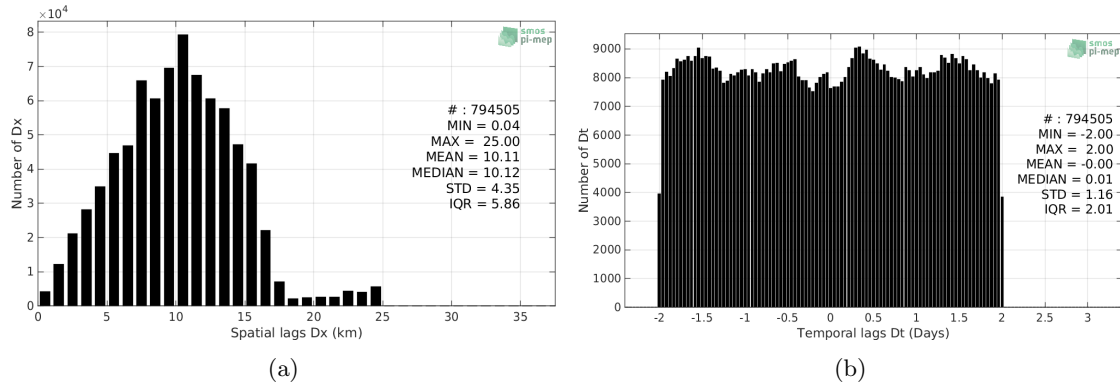 ×10⁴
8
7
6
5
4
3
2
1
0
Number of Dx
0 5 10 15 20 25 30 35
Spatial lags Dx (km)
smos
pi-mep
# : 794505
MIN = 0.04
MAX = 25.00
MEAN = 10.11
MEDIAN = 10.12
STD = 4.35
IQR = 5.86
(a)
9000
8000
7000
6000
5000
4000
3000
2000
1000
0
Number of Dt
-2 -1.5 -1 -0.5 0 0.5 1 1.5 2 2.5 3
Temporal lags Dt (Days)
smos
pi-mep
# : 794505
MIN = -2.00
MAX = 2.00
MEAN = -0.00
MEDIAN = 0.01
STD = 1.16
IQR = 2.01
(b)